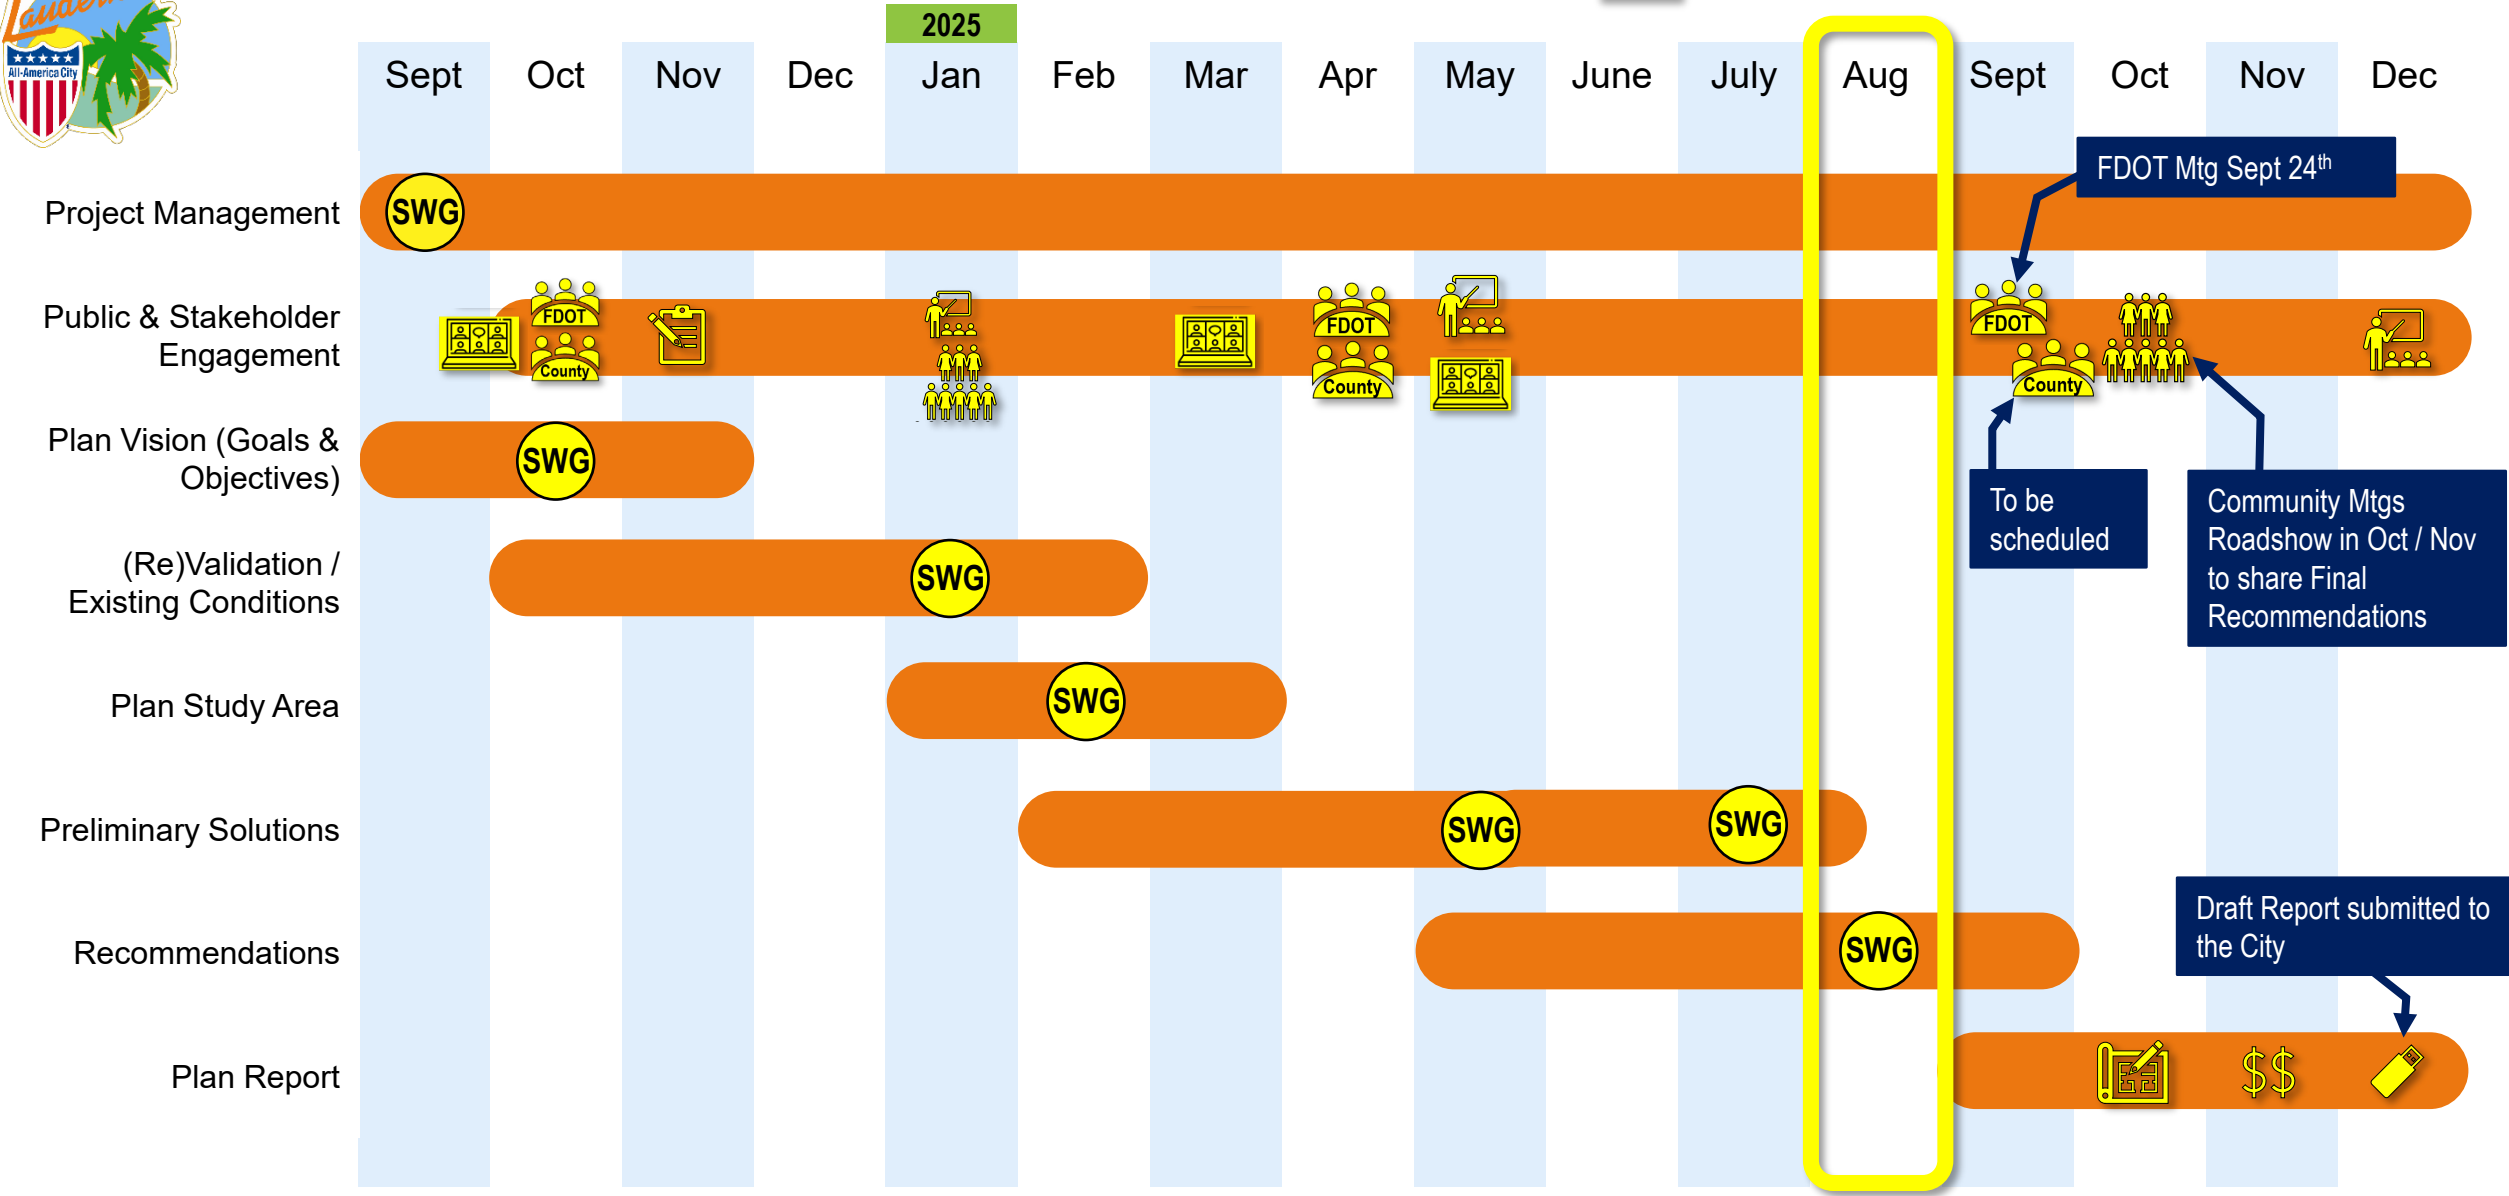 All-America City
2025
Sept Oct Nov Dec Jan Feb Mar Apr May June July Aug Sept Oct Nov Dec
FDOT Mtg Sept 24th
Project Management
SWG
Public & Stakeholder
Engagement
FDOT
County
FDOT
County
FDOT
County
Plan Vision (Goals &
Objectives)
SWG
To be
scheduled
Community Mtgs
Roadshow in Oct / Nov
to share Final
Recommendations
(Re)Validation /
Existing Conditions
SWG
Plan Study Area
SWG
Preliminary Solutions
SWG
SWG
Draft Report submitted to
the City
Recommendations
SWG
Plan Report
$$